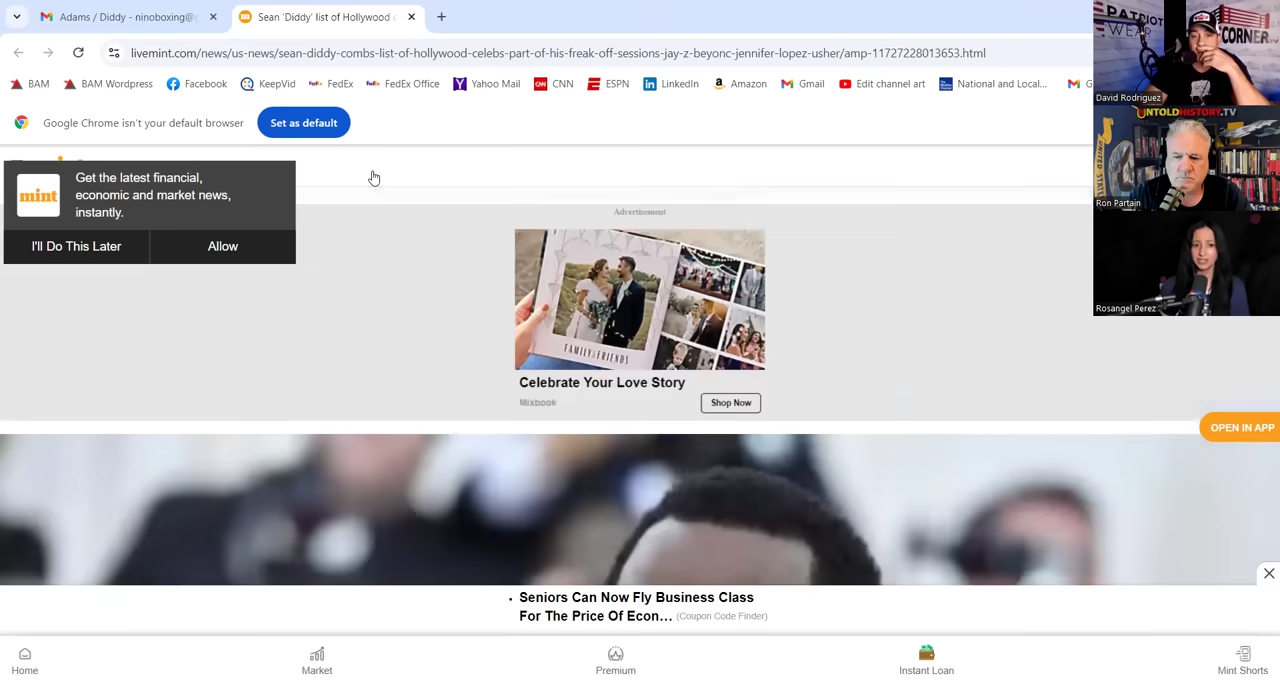 Adams / Diddy - ninoboxing@
Sean 'Diddy' list of Hollywood
livemint.com/news/us-news/sean-diddy-combs-list-of-hollywood-celebs-part-of-his-freak-off-sessions-jay-z-beyonc-jennifer-lopez-usher/amp-11727228013653.html
BAM
BAM Wordpress
Facebook
KeepVid
FedEx
FedEx Office
Yahoo Mail
CNN
ESPN
LinkedIn
Amazon
Gmail
Edit channel art
National and Local...
G
Google Chrome isn't your default browser
Set as default
mint
Get the latest financial,
economic and market news,
instantly.
I'll Do This Later
Allow
Advertisement
FAMILY & FRIENDS
Celebrate Your Love Story
Mixbook
Shop Now
PATRIOT
WEAR
CORNER
David Rodriguez
UNTOLDHISTORY.TV
Ron Partain
Rosangel Perez
OPEN IN APP
• Seniors Can Now Fly Business Class
For The Price Of Econ... (Coupon Code Finder)
Home
Market
Premium
Instant Loan
Mint Shorts